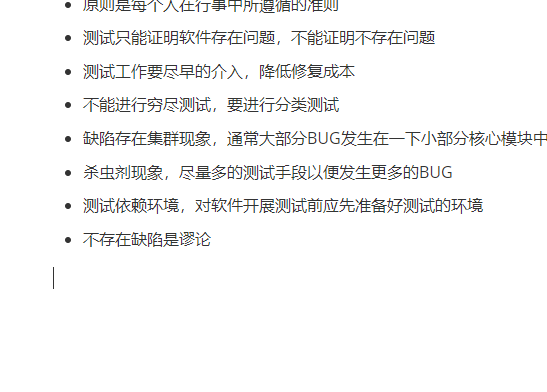 原则是每个人在行事中所遵循的准则
测试只能证明软件存在问题，不能证明不存在问题
测试工作要尽早的介入，降低修复成本
不能进行穷尽测试，要进行分类测试
缺陷存在集群现象，通常大部分BUG发生在一下小部分核心模块中
杀虫剂现象，尽量多的测试手段以便发生更多的BUG
测试依赖环境，对软件开展测试前应先准备好测试的环境
不存在缺陷是谬论